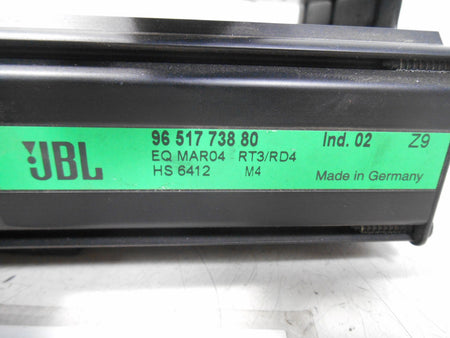 JBL
96 517 738 80 Ind. 02 Z9
EQ MAR04 RT3/RD4
HS 6412 M4 Made in Germany